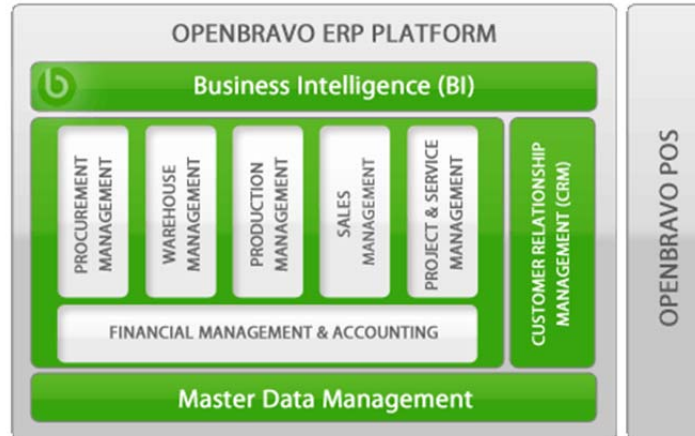 OPENBRAVO ERP PLATFORM
Business Intelligence (BI)
PROCUREMENT
MANAGEMENT
WAREHOUSE
MANAGEMENT
PRODUCTION
MANAGEMENT
SALES
MANAGEMENT
PROJECT & SERVICE
MANAGEMENT
CUSTOMER RELATIONSHIP
MANAGEMENT (CRM)
FINANCIAL MANAGEMENT & ACCOUNTING
Master Data Management
OPENBRAVO POS